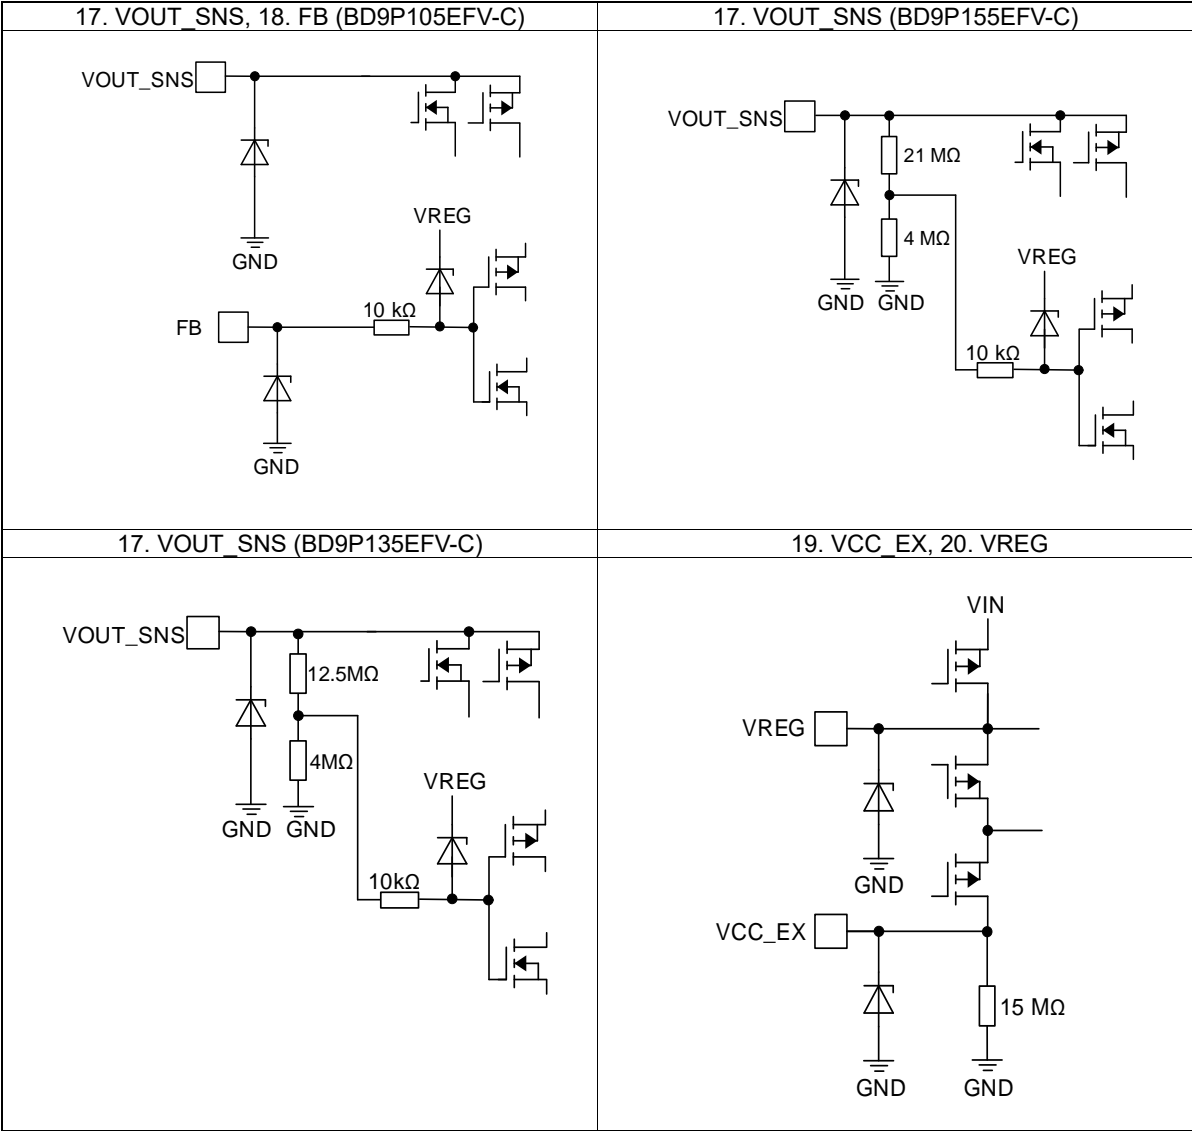 17. VOUT_SNS, 18. FB (BD9P105EFV-C)
VOUT_SNS
GND
VREG
10 kΩ
FB
GND
17. VOUT_SNS (BD9P155EFV-C)
VOUT_SNS
21 MΩ
4 MΩ
VREG
GND GND
10 kΩ
17. VOUT_SNS (BD9P135EFV-C)
VOUT_SNS
12.5MΩ
4MΩ
VREG
GND GND
10kΩ
19. VCC_EX, 20. VREG
VIN
VREG
GND
VCC_EX
15 MΩ
GND GND